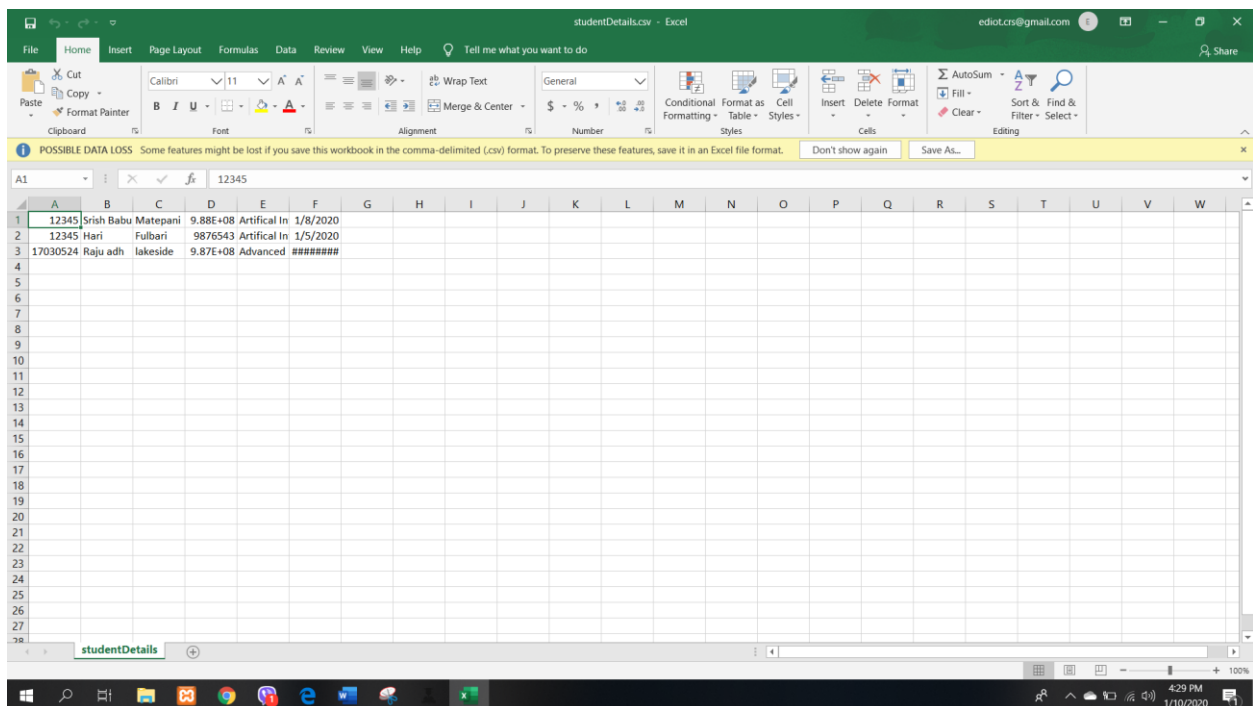 studentDetails.csv - Excel
ediot.crs@gmail.com E
File Home Insert Page Layout Formulas Data Review View Help Tell me what you want to do Share
Paste
Cut
Copy
Format Painter
Clipboard
Calibri 11 A A
B I U A
Font
Wrap Text
Merge & Center
Alignment
General
$ % ,
Number
Conditional Formatting
Format as Table
Cell Styles
Styles
Insert Delete Format
Cells
AutoSum
Fill
Clear
Sort & Filter
Find & Select
Editing
POSSIBLE DATA LOSS Some features might be lost if you save this workbook in the comma-delimited (.csv) format. To preserve these features, save it in an Excel file format. Don't show again Save As...
A1 fx 12345
A B C D E F G H I J K L M N O P Q R S T U V W
1 12345 Srish Babu Matepani 9.88E+08 Artifical In 1/8/2020
2 12345 Hari Fulbari 9876543 Artifical In 1/5/2020
3 17030524 Raju adh lakeside 9.87E+08 Advanced ########
4
5
6
7
8
9
10
11
12
13
14
15
16
17
18
19
20
21
22
23
24
25
26
27
28
studentDetails
100%
4:29 PM
1/10/2020